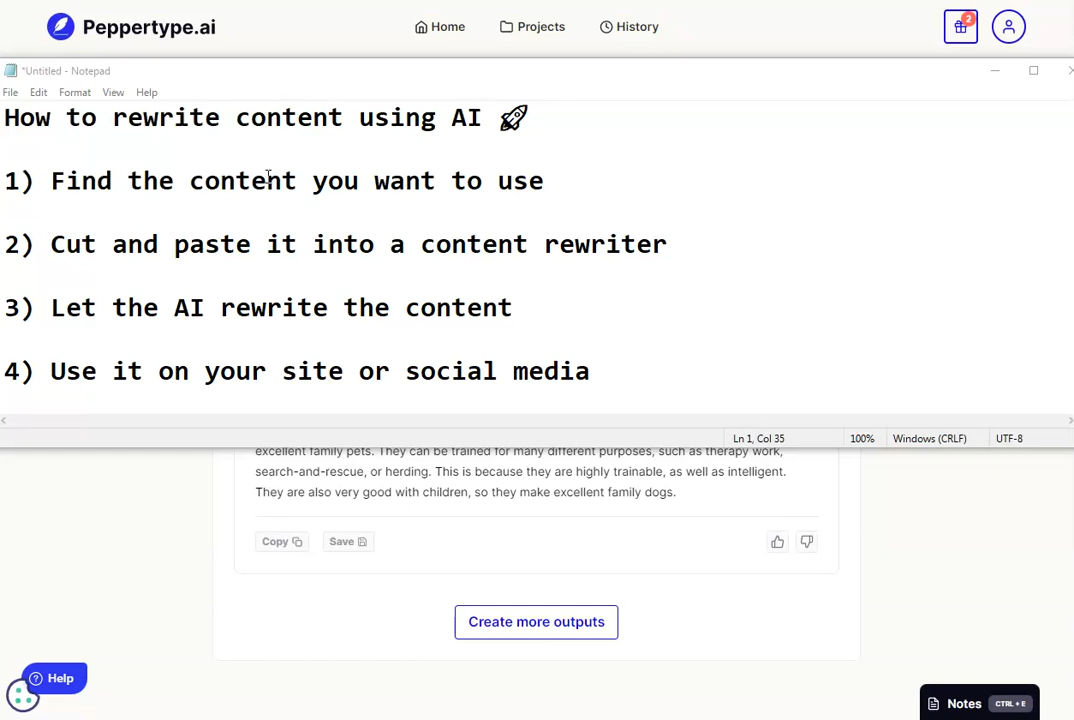 Peppertype.ai
Home Projects History 2
*Untitled - Notepad
File Edit Format View Help
How to rewrite content using AI 🚀
1) Find the content you want to use
2) Cut and paste it into a content rewriter
3) Let the AI rewrite the content
4) Use it on your site or social media
Ln 1, Col 35 100% Windows (CRLF) UTF-8
excellent family pets. They can be trained for many different purposes, such as therapy work,
search-and-rescue, or herding. This is because they are highly trainable, as well as intelligent.
They are also very good with children, so they make excellent family dogs.
Copy Save
Create more outputs
? Help
Notes CTRL + E